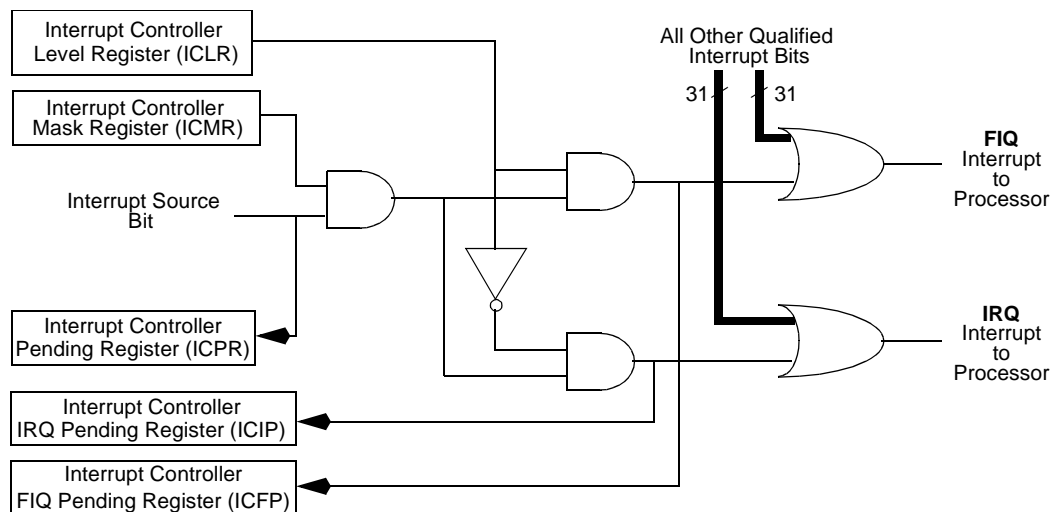 Interrupt Controller
Level Register (ICLR)
Interrupt Controller
Mask Register (ICMR)
Interrupt Source
Bit
Interrupt Controller
Pending Register (ICPR)
Interrupt Controller
IRQ Pending Register (ICIP)
Interrupt Controller
FIQ Pending Register (ICFP)
All Other Qualified
Interrupt Bits
31
31
FIQ
Interrupt
to
Processor
IRQ
Interrupt
to
Processor